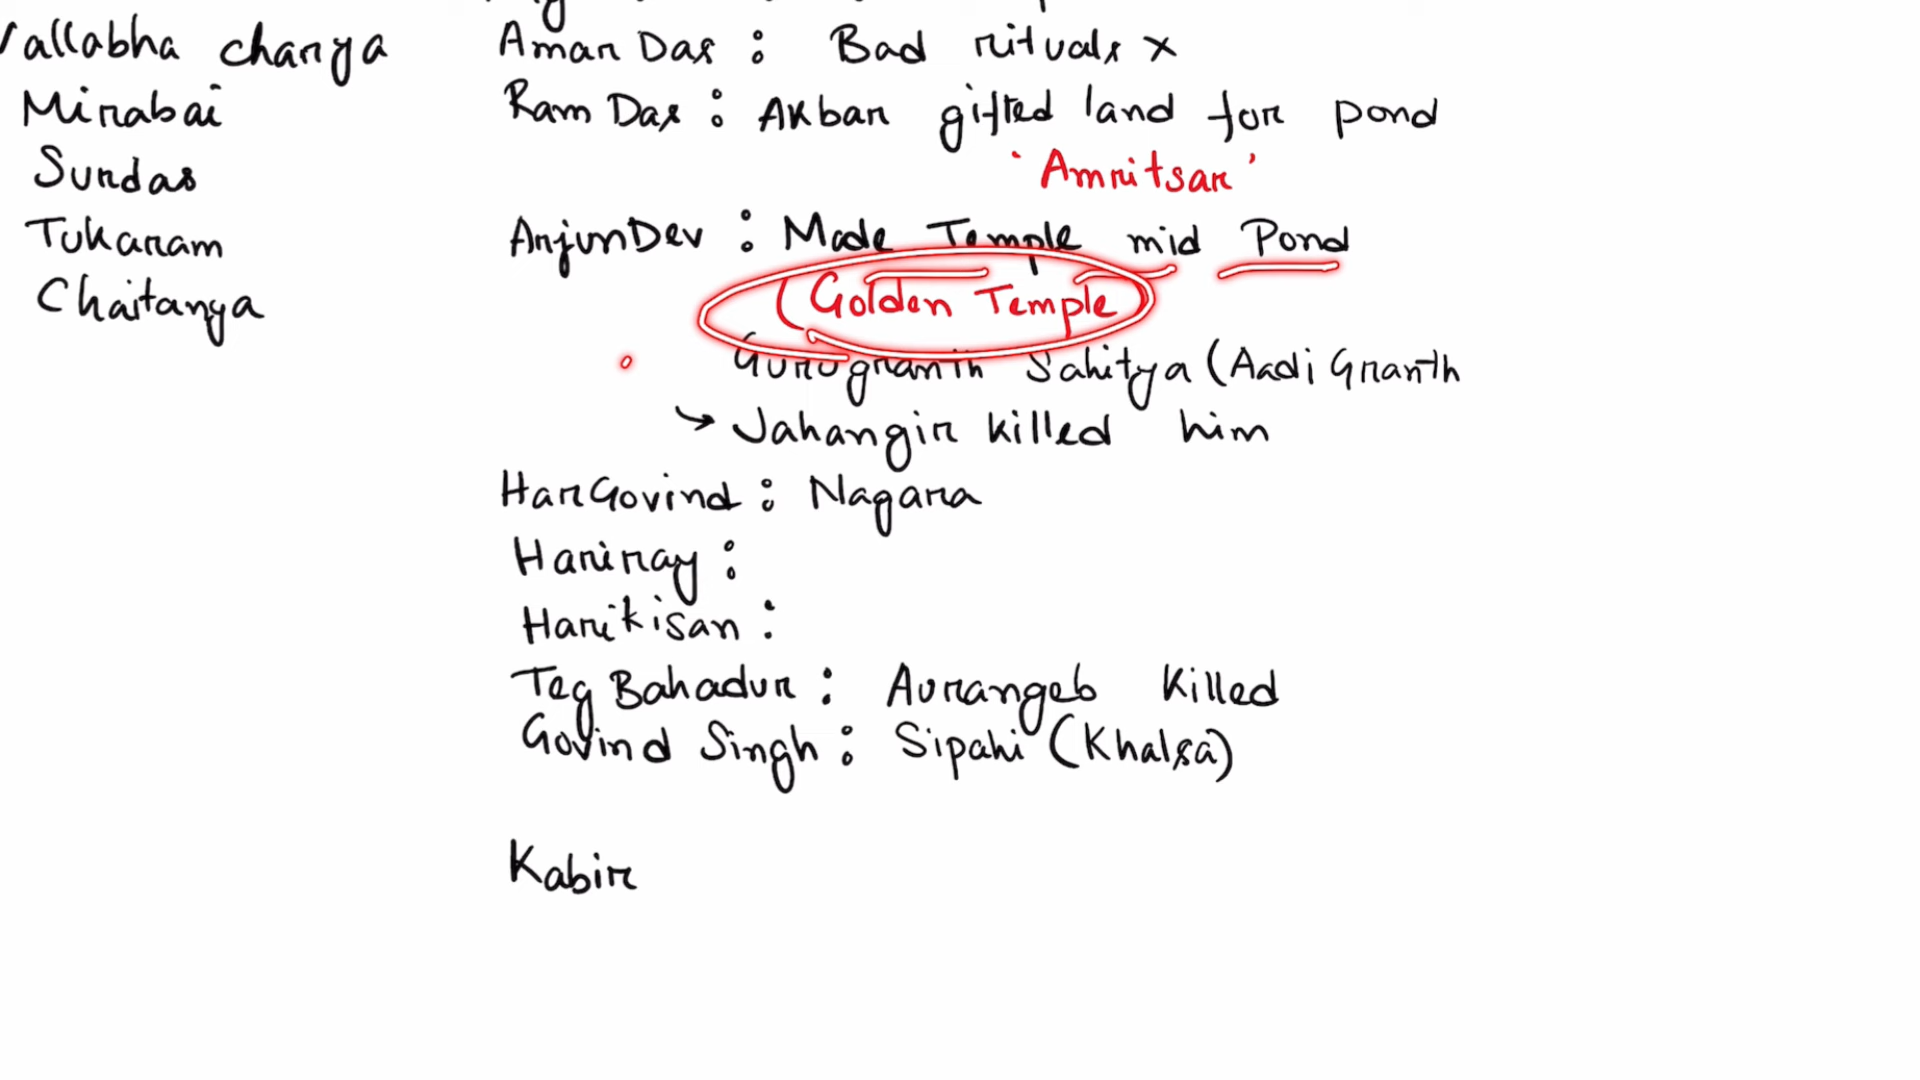 Vallabha charya
Mirabai
Surdas
Tukaram
Chaitanya
Amar Das : Bad rituals x
Ram Das : Akbar gifted land for pond
'Amritsar'
ArjunDev : Made Temple mid Pond
(Golden Temple)
Gurugranth Sahitya (Aadi Granth
→ Jahangir killed him
HarGovind : Nagara
Hariray :
Harikisan :
Teg Bahadur : Aurangeb Killed
Govind Singh : Sipahi (Khalsa)
Kabir